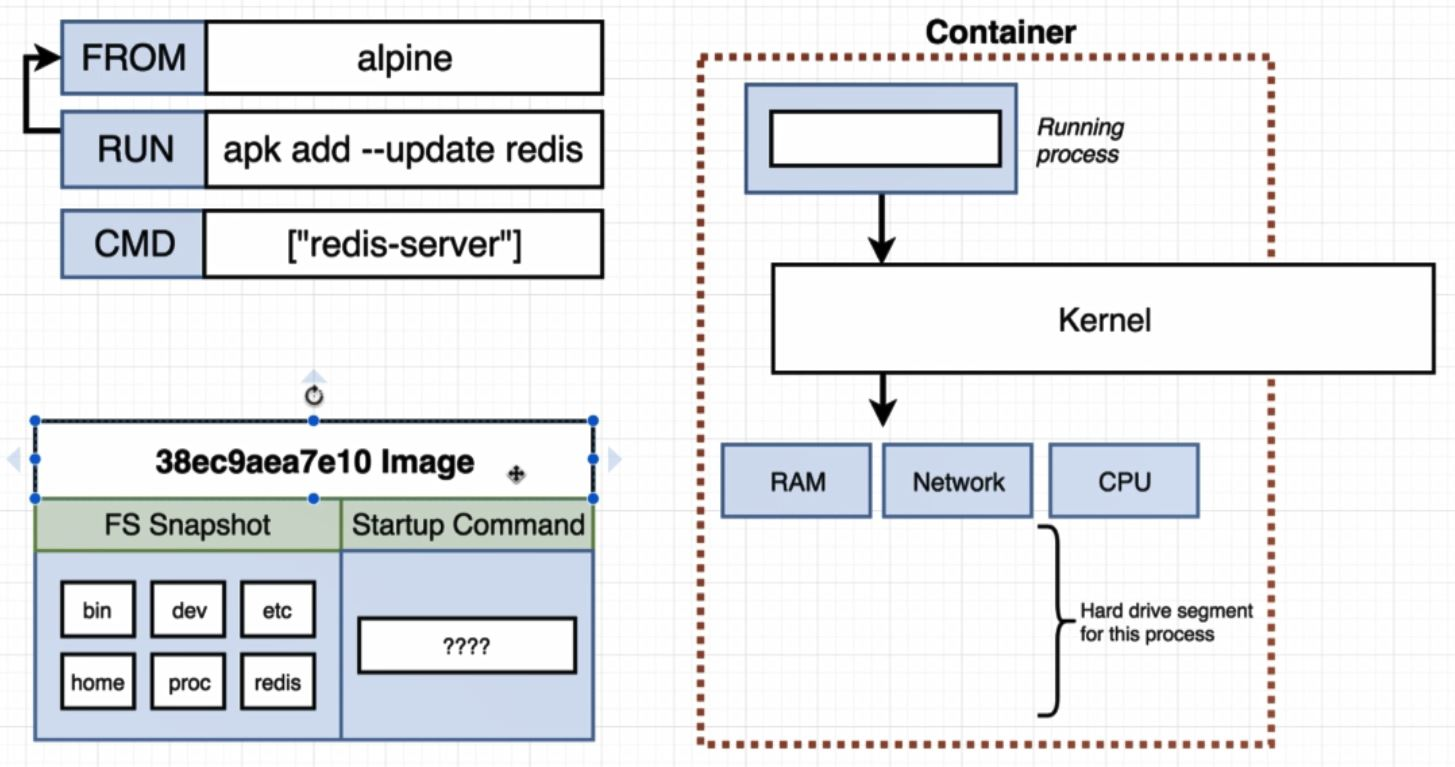 FROM alpine
RUN apk add --update redis
CMD ["redis-server"]
38ec9aea7e10 Image
FS Snapshot Startup Command
bin dev etc
????
home proc redis
Container
Running
process
Kernel
RAM Network CPU
Hard drive segment
for this process